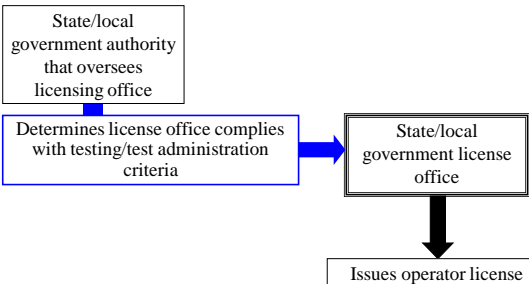 State/local
government authority
that oversees
licensing office
Determines license office complies
with testing/test administration
criteria
State/local
government license
office
Issues operator license